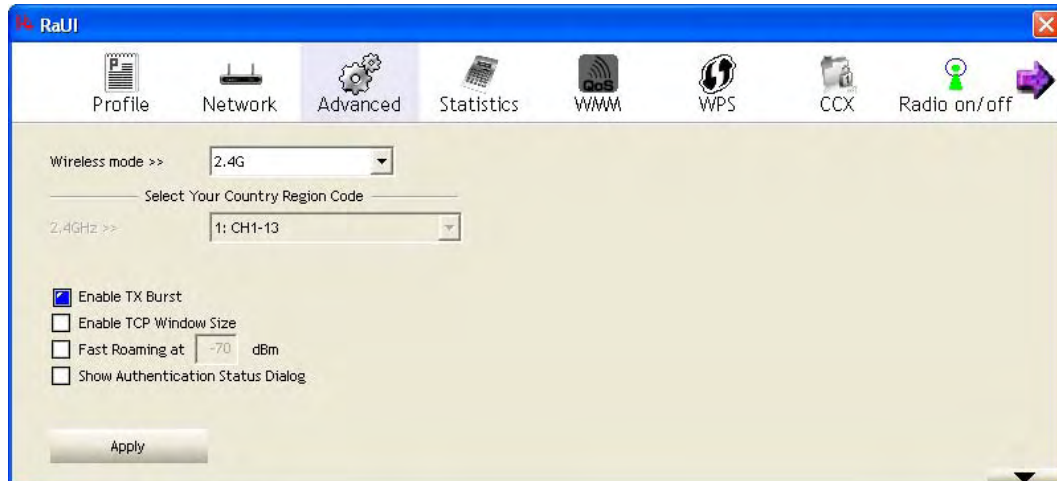 RaUI
Profile Network Advanced Statistics WMM WPS CCX Radio on/off
P
QoS
Wireless mode >> 2.4G
Select Your Country Region Code
2.4GHz >> 1: CH1-13
Enable TX Burst
Enable TCP Window Size
Fast Roaming at -70 dBm
Show Authentication Status Dialog
Apply